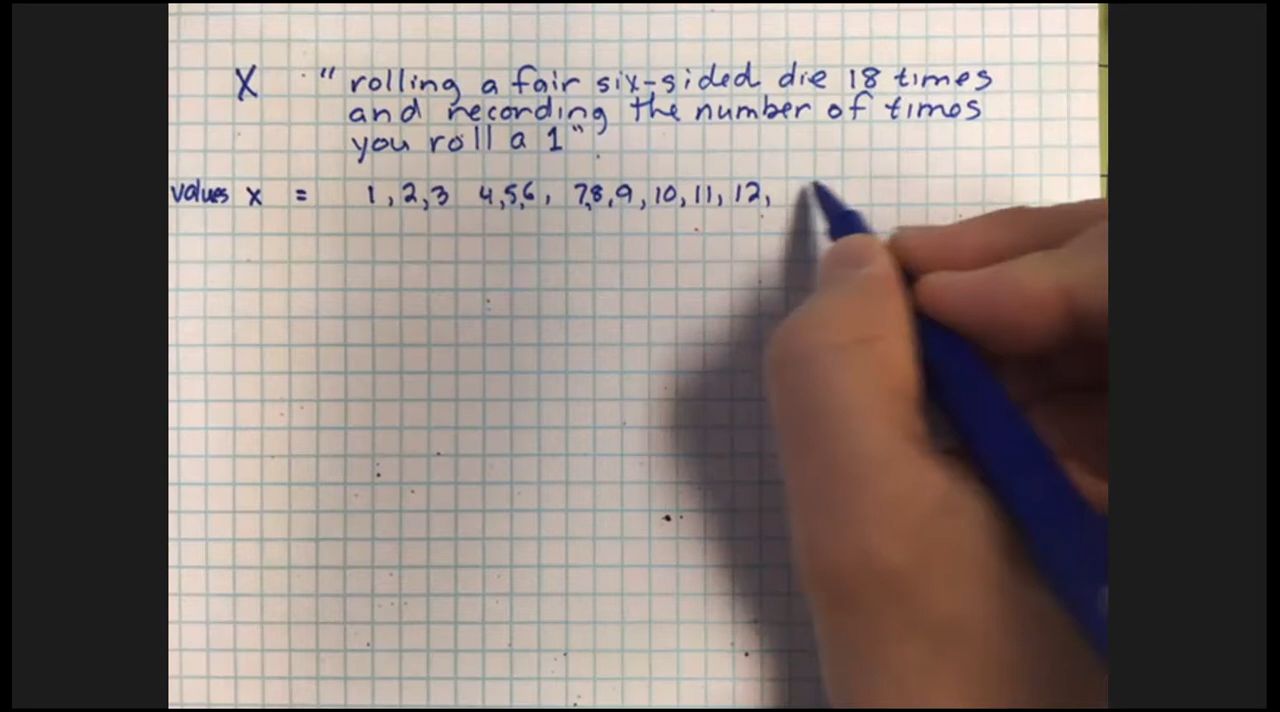 X " rolling a fair six-sided die 18 times
and recording the number of times
you roll a 1".
values x = 1, 2, 3 4, 5, 6, 7, 8, 9, 10, 11, 12,